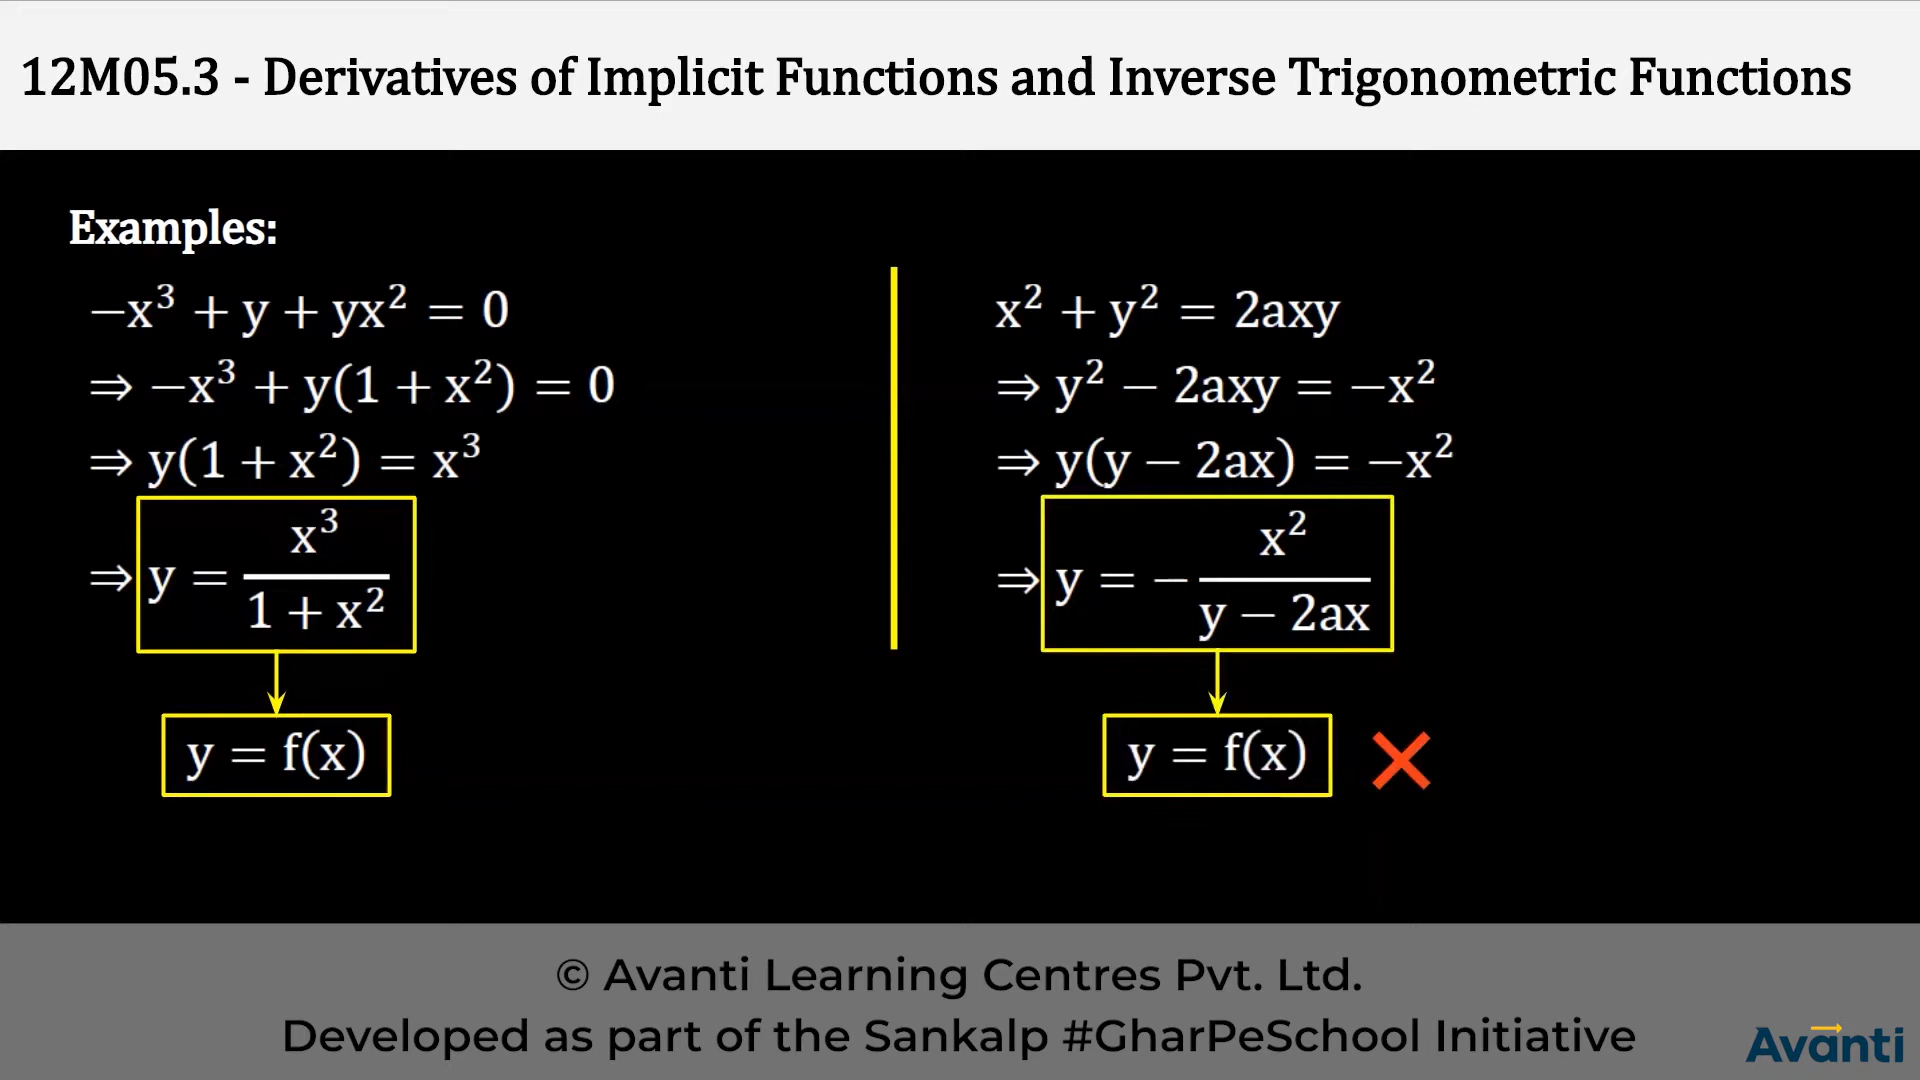 12M05.3 - Derivatives of Implicit Functions and Inverse Trigonometric Functions
Examples:
−x³ + y + yx² = 0
⇒ −x³ + y(1 + x²) = 0
⇒ y(1 + x²) = x³
⇒ y = x³ / (1 + x²)
y = f(x)
x² + y² = 2axy
⇒ y² − 2axy = −x²
⇒ y(y − 2ax) = −x²
⇒ y = − x² / (y − 2ax)
y = f(x) ✕
© Avanti Learning Centres Pvt. Ltd.
Developed as part of the Sankalp #GharPeSchool Initiative
Avanti